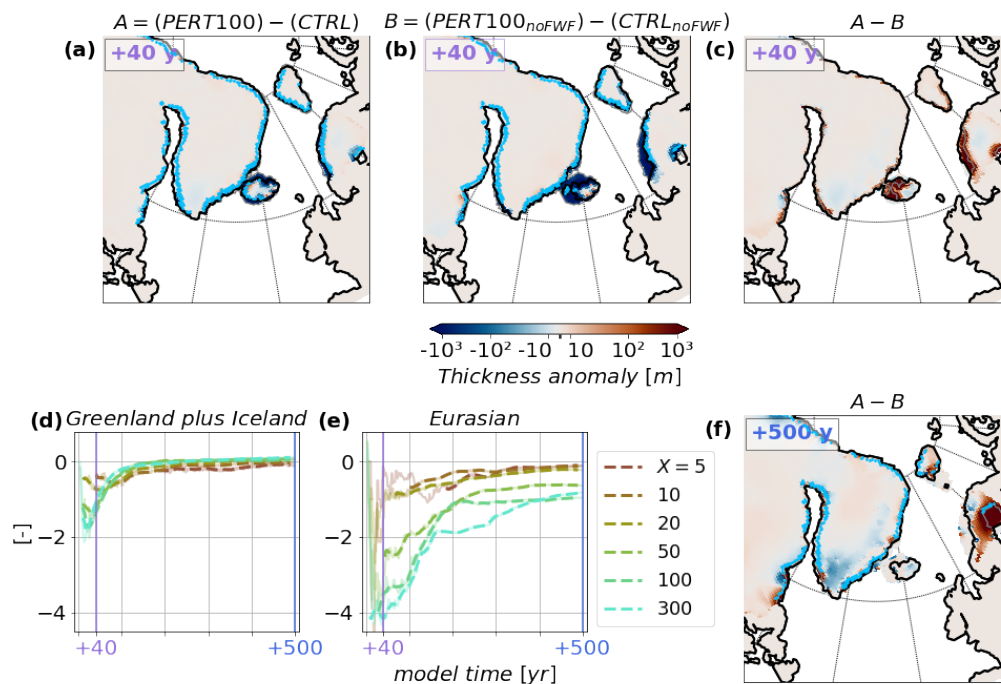 A = (PERT100) − (CTRL)
B = (PERT100noFWF) − (CTRLnoFWF)
A − B
(a)
+40 y
(b)
+40 y
(c)
+40 y
-10³ -10² -10 10 10² 10³
Thickness anomaly [m]
(d) Greenland plus Iceland
(e) Eurasian
A − B
(f)
+500 y
[-]
0
−2
−4
+40
+500
0
−2
−4
+40
+500
model time [yr]
X = 5
10
20
50
100
300